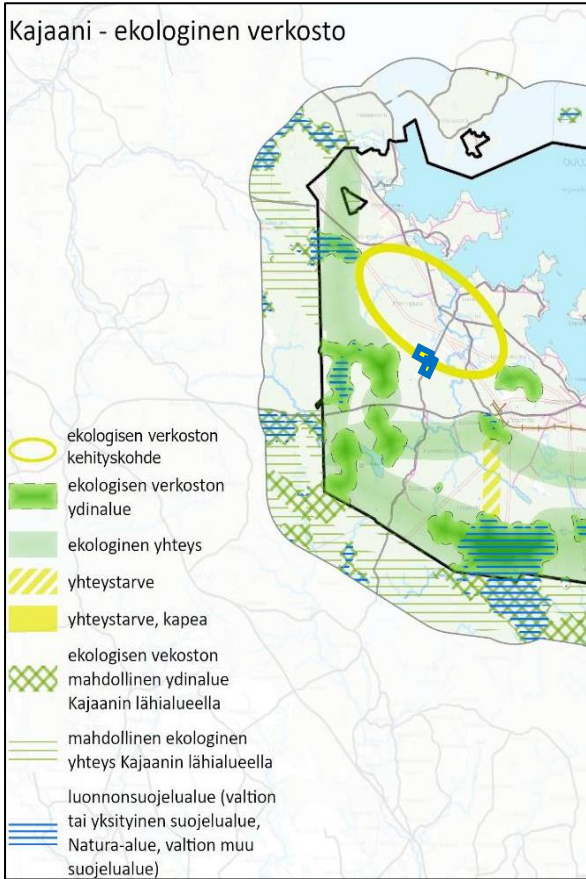 Kajaani - ekologinen verkosto
ekologisen verkoston
kehityskohde
ekologisen verkoston
ydinalue
ekologinen yhteys
yhteystarve
yhteystarve, kapea
ekologisen vekoston
mahdollinen ydinalue
Kajaanin lähialueella
mahdollinen ekologinen
yhteys Kajaanin lähialueella
luonnonsuojelualue (valtion
tai yksityinen suojelualue,
Natura-alue, valtion muu
suojelualue)